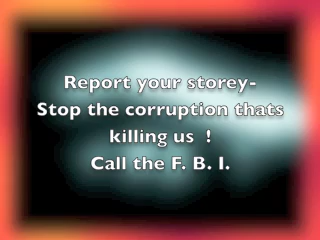 Report your storey-
Stop the corruption thats
killing us  !
Call the F. B. I.